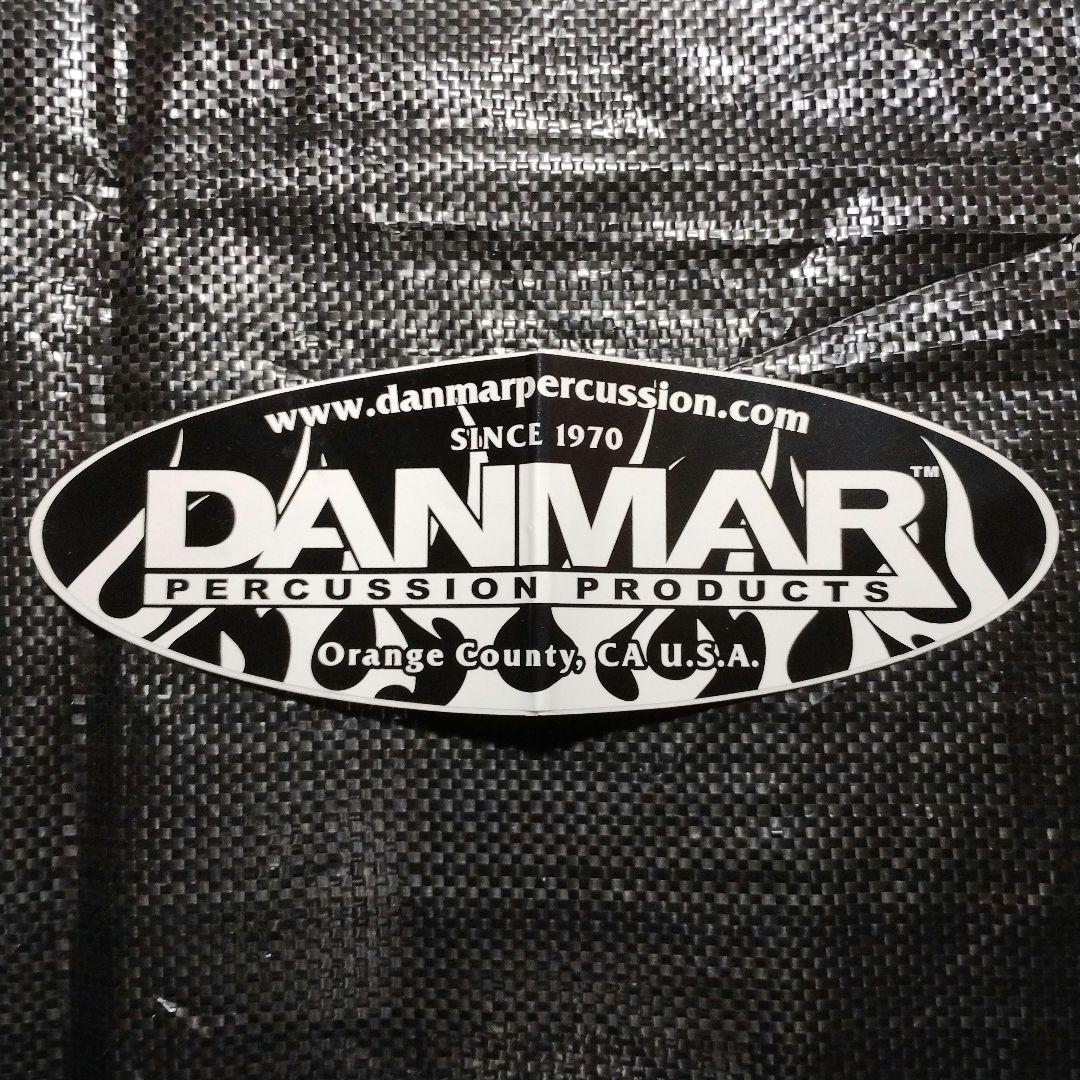 www.danmarpercussion.com
SINCE 1970
DANMAR™
PERCUSSION PRODUCTS
Orange County, CA U.S.A.